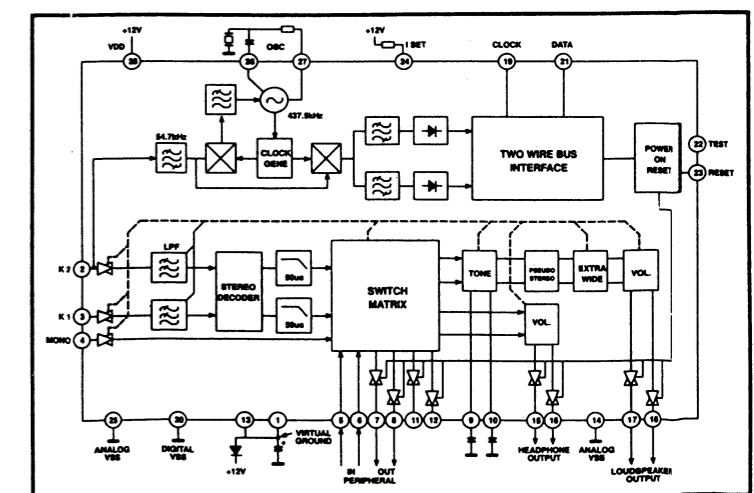 +12V
OSC
+12V
I SET
CLOCK
DATA
VDD
28
26
27
24
19
21
437.5kHz
54.7kHz
CLOCK
GENE
TWO WIRE BUS
INTERFACE
POWER
ON
RESET
22 TEST
23 RESET
LPF
K 2
2
STEREO
DECODER
50us
SWITCH
MATRIX
TONE
PSEUDO
STEREO
EXTRA
WIDE
VOL.
K 1
3
50us
VOL.
MONO
4
25
20
13
1
5
6
7
8
11
12
9
10
15
16
14
17
18
ANALOG
VSS
DIGITAL
VSS
VIRTUAL
GROUND
+
+12V
IN
OUT
PERIPHERAL
HEADPHONE
OUTPUT
ANALOG
VSS
LOUDSPEAKER
OUTPUT